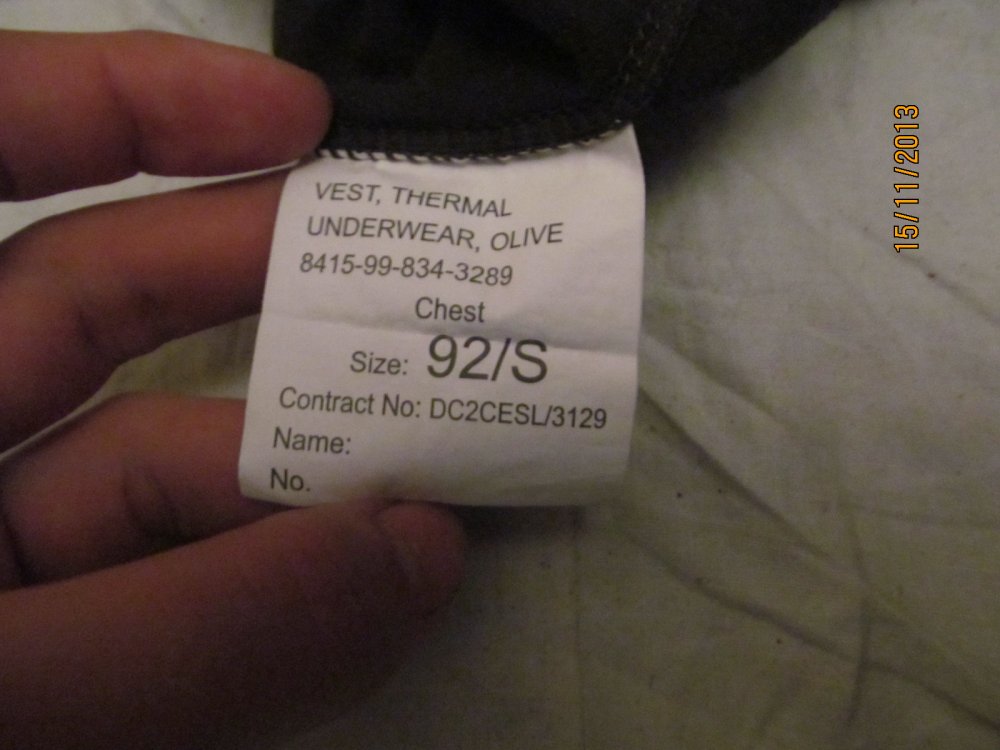 VEST, THERMAL
UNDERWEAR, OLIVE
8415-99-834-3289
Chest
Size: 92/S
Contract No: DC2CESL/3129
Name:
No.
15/11/2013